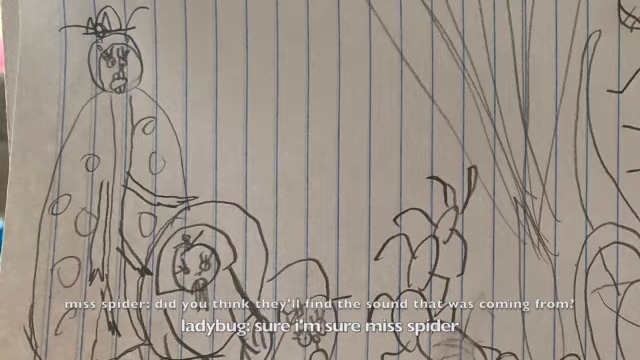 miss spider: did you think they'll find the sound that was coming from?
ladybug: sure i'm sure miss spider